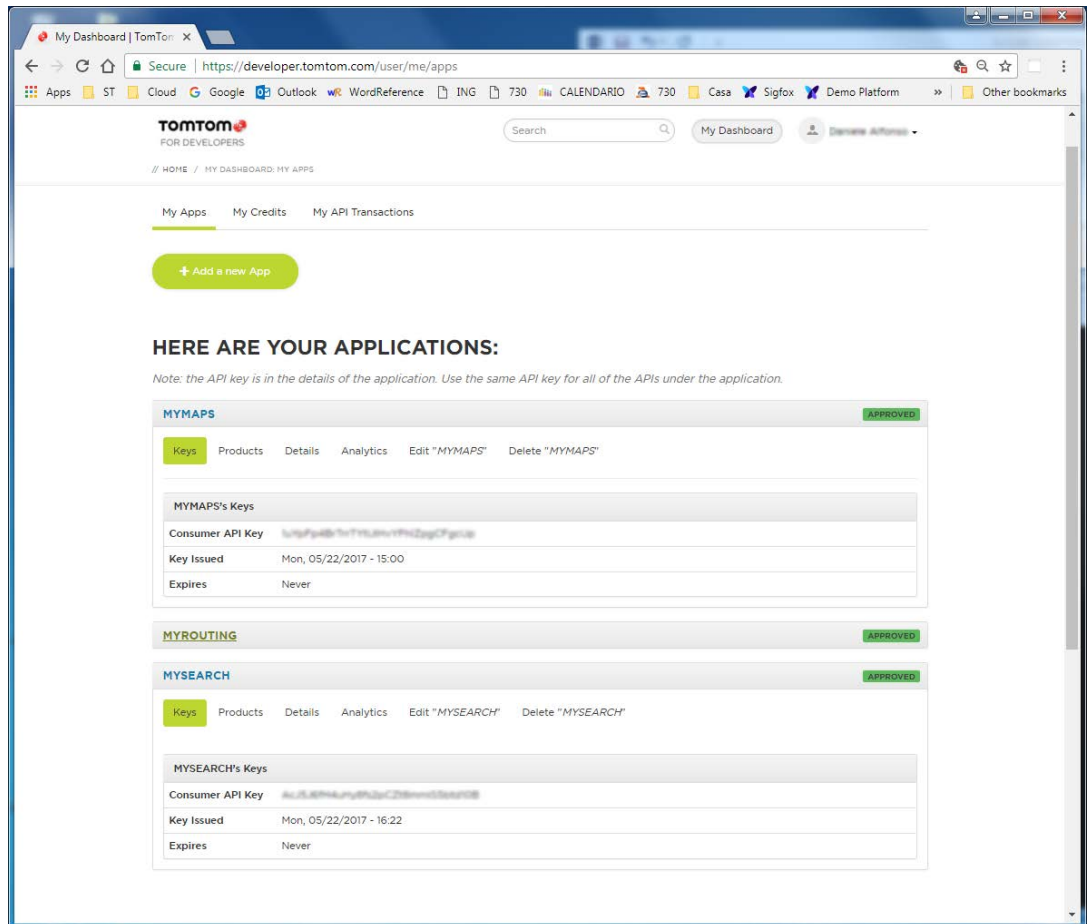 My Dashboard | TomTom
Secure | https://developer.tomtom.com/user/me/apps
Apps ST Cloud Google Outlook WordReference ING 730 CALENDARIO 730 Casa Sigfox Demo Platform » Other bookmarks
TOMTOM
FOR DEVELOPERS
Search
My Dashboard
// HOME / MY DASHBOARD: MY APPS
My Apps My Credits My API Transactions
+ Add a new App
HERE ARE YOUR APPLICATIONS:
Note: the API key is in the details of the application. Use the same API key for all of the APIs under the application.
MYMAPS APPROVED
Keys Products Details Analytics Edit "MYMAPS" Delete "MYMAPS"
MYMAPS's Keys
Consumer API Key
Key Issued Mon, 05/22/2017 - 15:00
Expires Never
MYROUTING APPROVED
MYSEARCH APPROVED
Keys Products Details Analytics Edit "MYSEARCH" Delete "MYSEARCH"
MYSEARCH's Keys
Consumer API Key
Key Issued Mon, 05/22/2017 - 16:22
Expires Never